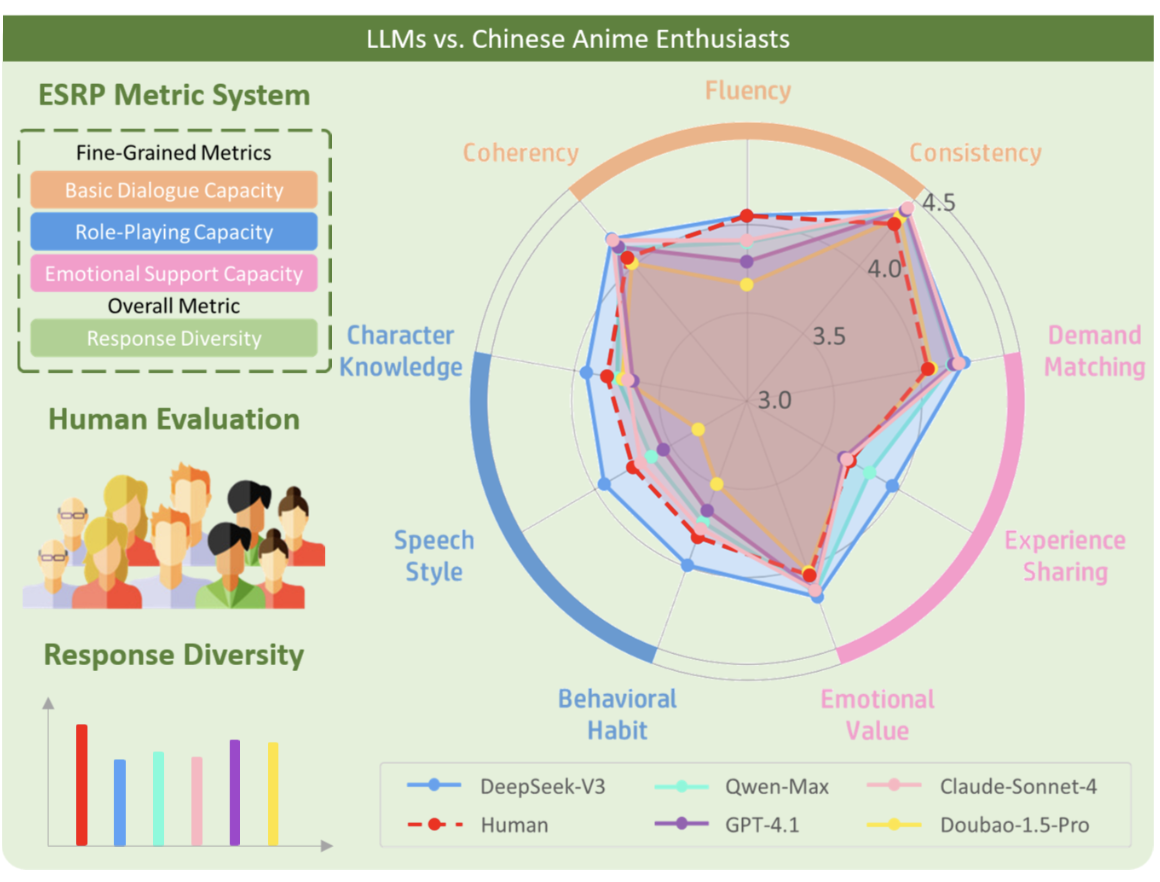 LLMs vs. Chinese Anime Enthusiasts
ESRP Metric System
Fine-Grained Metrics
Basic Dialogue Capacity
Role-Playing Capacity
Emotional Support Capacity
Overall Metric
Response Diversity
Human Evaluation
Response Diversity
Fluency
Coherency
Consistency
4.5
4.0
3.5
3.0
Character
Knowledge
Demand
Matching
Speech
Style
Experience
Sharing
Behavioral
Habit
Emotional
Value
DeepSeek-V3
Qwen-Max
Claude-Sonnet-4
Human
GPT-4.1
Doubao-1.5-Pro